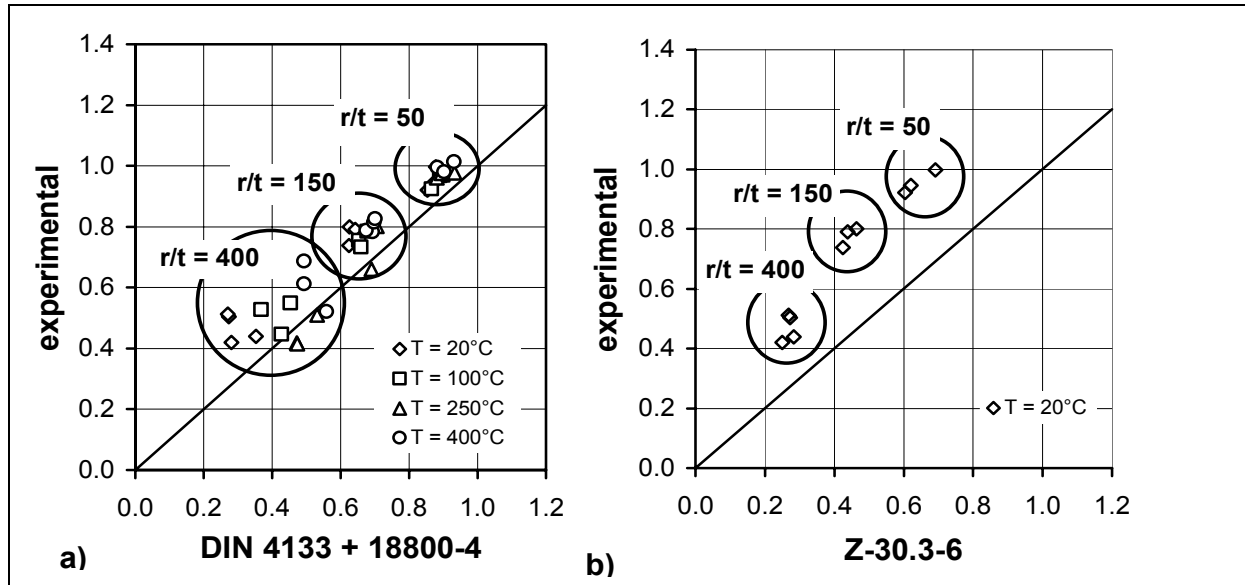 1.4
1.2
1.0
0.8
0.6
0.4
0.2
0.0
experimental
r/t = 50
r/t = 150
r/t = 400
T = 20°C
T = 100°C
T = 250°C
T = 400°C
0.0 0.2 0.4 0.6 0.8 1.0 1.2
a) DIN 4133 + 18800-4
1.4
1.2
1.0
0.8
0.6
0.4
0.2
0.0
experimental
r/t = 50
r/t = 150
r/t = 400
T = 20°C
0.0 0.2 0.4 0.6 0.8 1.0 1.2
b) Z-30.3-6